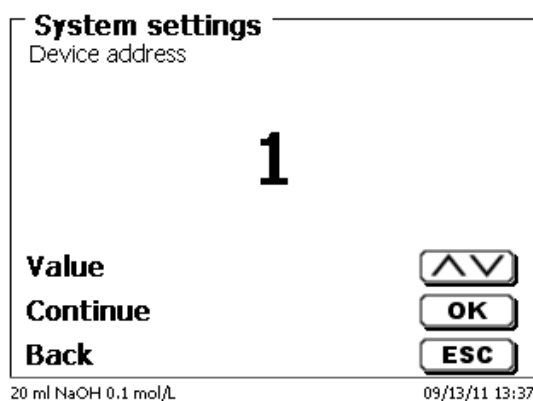 System settings
Device address
1
Value
Continue OK
Back ESC
20 ml NaOH 0.1 mol/L 09/13/11 13:37